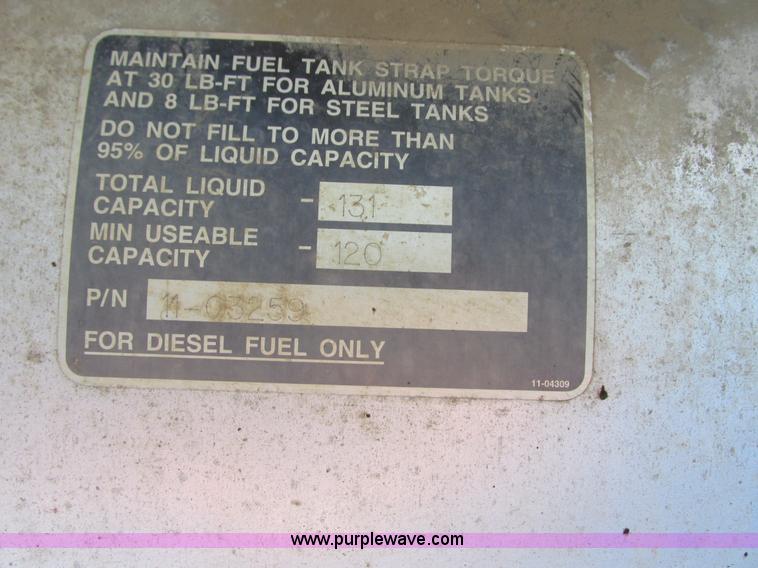 MAINTAIN FUEL TANK STRAP TORQUE
AT 30 LB-FT FOR ALUMINUM TANKS
AND 8 LB-FT FOR STEEL TANKS
DO NOT FILL TO MORE THAN
95% OF LIQUID CAPACITY
TOTAL LIQUID
CAPACITY - 131
MIN USEABLE
CAPACITY - 120
P/N 11-03259
FOR DIESEL FUEL ONLY
11-04309
www.purplewave.com